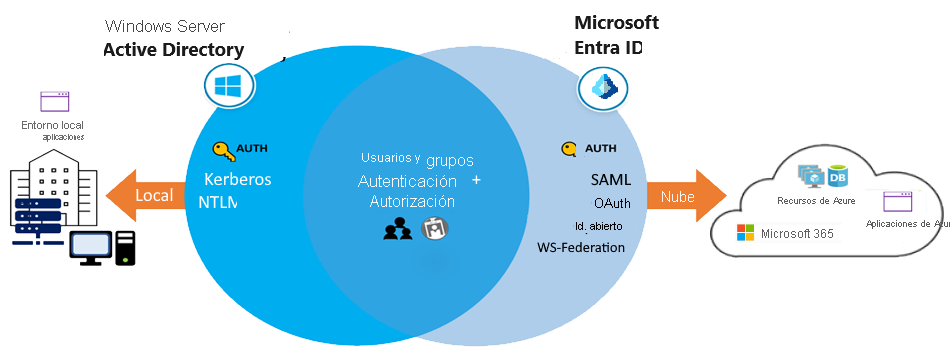 Windows Server
Active Directory
Microsoft
Entra ID
Entorno local
aplicaciones
Local
AUTH
Kerberos
NTLM
Usuarios y grupos
Autenticación +
Autorización
AUTH
SAML
OAuth
Id. abierto
WS-Federation
Nube
DB
Recursos de Azure
Aplicaciones de Azur
Microsoft 365